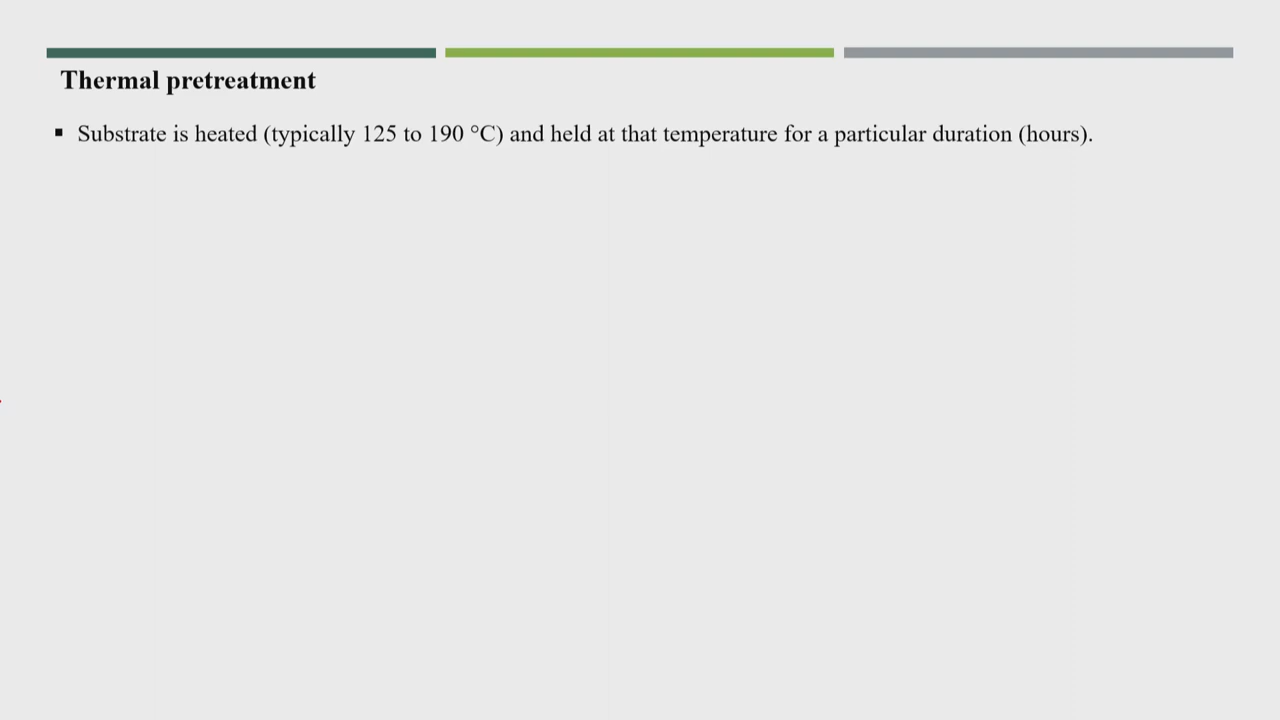 Thermal pretreatment
▪ Substrate is heated (typically 125 to 190 °C) and held at that temperature for a particular duration (hours).